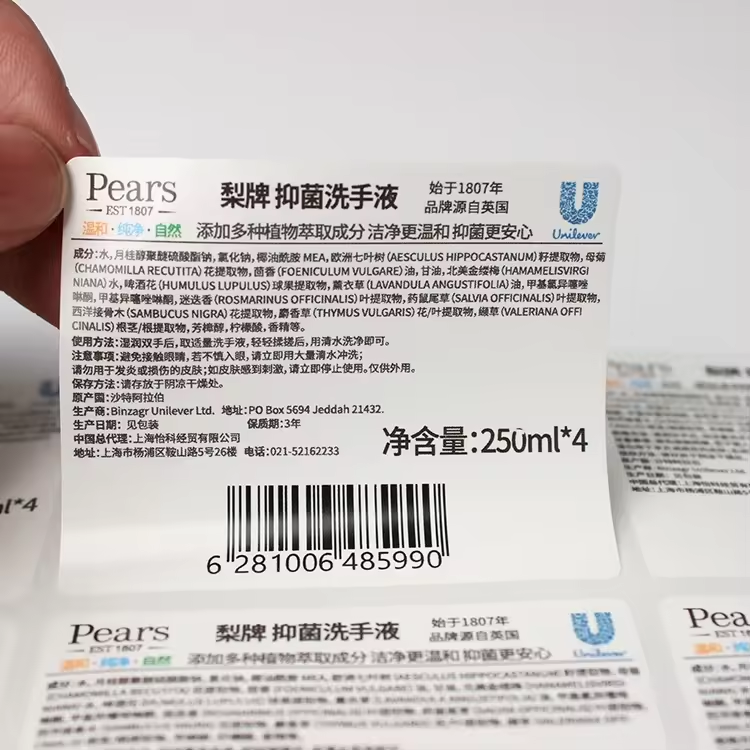 Pears
EST 1807
梨牌 抑菌洗手液
始于1807年
品牌源自英国
Unilever
温和·纯净·自然 添加多种植物萃取成分 洁净更温和 抑菌更安心
成分:水,月桂醇聚醚硫酸酯钠,氯化钠,椰油酰胺 MEA,欧洲七叶树(AESCULUS HIPPOCASTANUM)籽提取物,母菊
(CHAMOMILLA RECUTITA)花提取物,茴香(FOENICULUM VULGARE)油,甘油,北美金缕梅(HAMAMELISVIRGI
NIANA)水,啤酒花(HUMULUS LUPULUS)球果提取物,薰衣草(LAVANDULA ANGUSTIFOLIA)油,甲基氯异噻唑
啉酮,甲基异噻唑啉酮,迷迭香(ROSMARINUS OFFICINALIS)叶提取物,药鼠尾草(SALVIA OFFICINALIS)叶提取物,
西洋接骨木(SAMBUCUS NIGRA)花提取物,麝香草(THYMUS VULGARIS)花/叶提取物,缬草(VALERIANA OFFI
CINALIS)根茎/根提取物,芳樟醇,柠檬酸,香精等。
使用方法:湿润双手后,取适量洗手液,轻轻揉搓后,用清水洗净即可。
注意事项:避免接触眼睛,若不慎入眼,请立即用大量清水冲洗;
请勿用于发炎或损伤的皮肤;如皮肤感到刺激,请立即停止使用。仅供外用。
保存方法:请存放于阴凉干燥处。
原产国:沙特阿拉伯
生产商:Binzagr Unilever Ltd. 地址:PO Box 5694 Jeddah 21432.
生产日期:见包装 保质期:3年
中国总代理:上海怡科经贸有限公司
地址:上海市杨浦区鞍山路5号26楼 电话:021-52162233
净含量:250ml*4
6 281006 485990
l*4
Pears
EST 1807
梨牌 抑菌洗手液
始于1807年
品牌源自英国
Unilever
温和·纯净·自然 添加多种植物萃取成分 洁净更温和 抑菌更安心
Pea